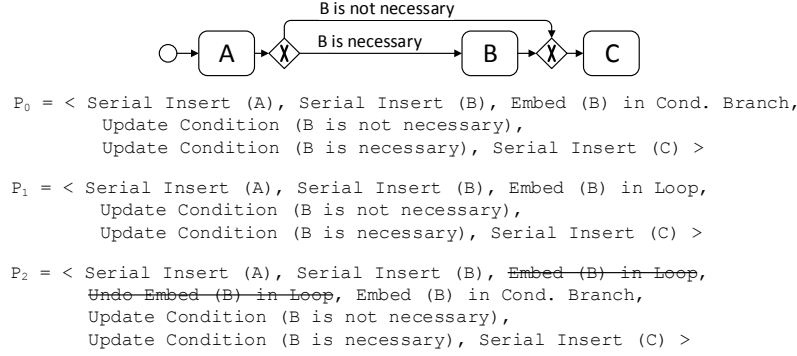 B is not necessary
A X B is necessary B X C
P0 = < Serial Insert (A), Serial Insert (B), Embed (B) in Cond. Branch,
Update Condition (B is not necessary),
Update Condition (B is necessary), Serial Insert (C) >
P1 = < Serial Insert (A), Serial Insert (B), Embed (B) in Loop,
Update Condition (B is not necessary),
Update Condition (B is necessary), Serial Insert (C) >
P2 = < Serial Insert (A), Serial Insert (B), Embed (B) in Loop,
Undo Embed (B) in Loop, Embed (B) in Cond. Branch,
Update Condition (B is not necessary),
Update Condition (B is necessary), Serial Insert (C) >